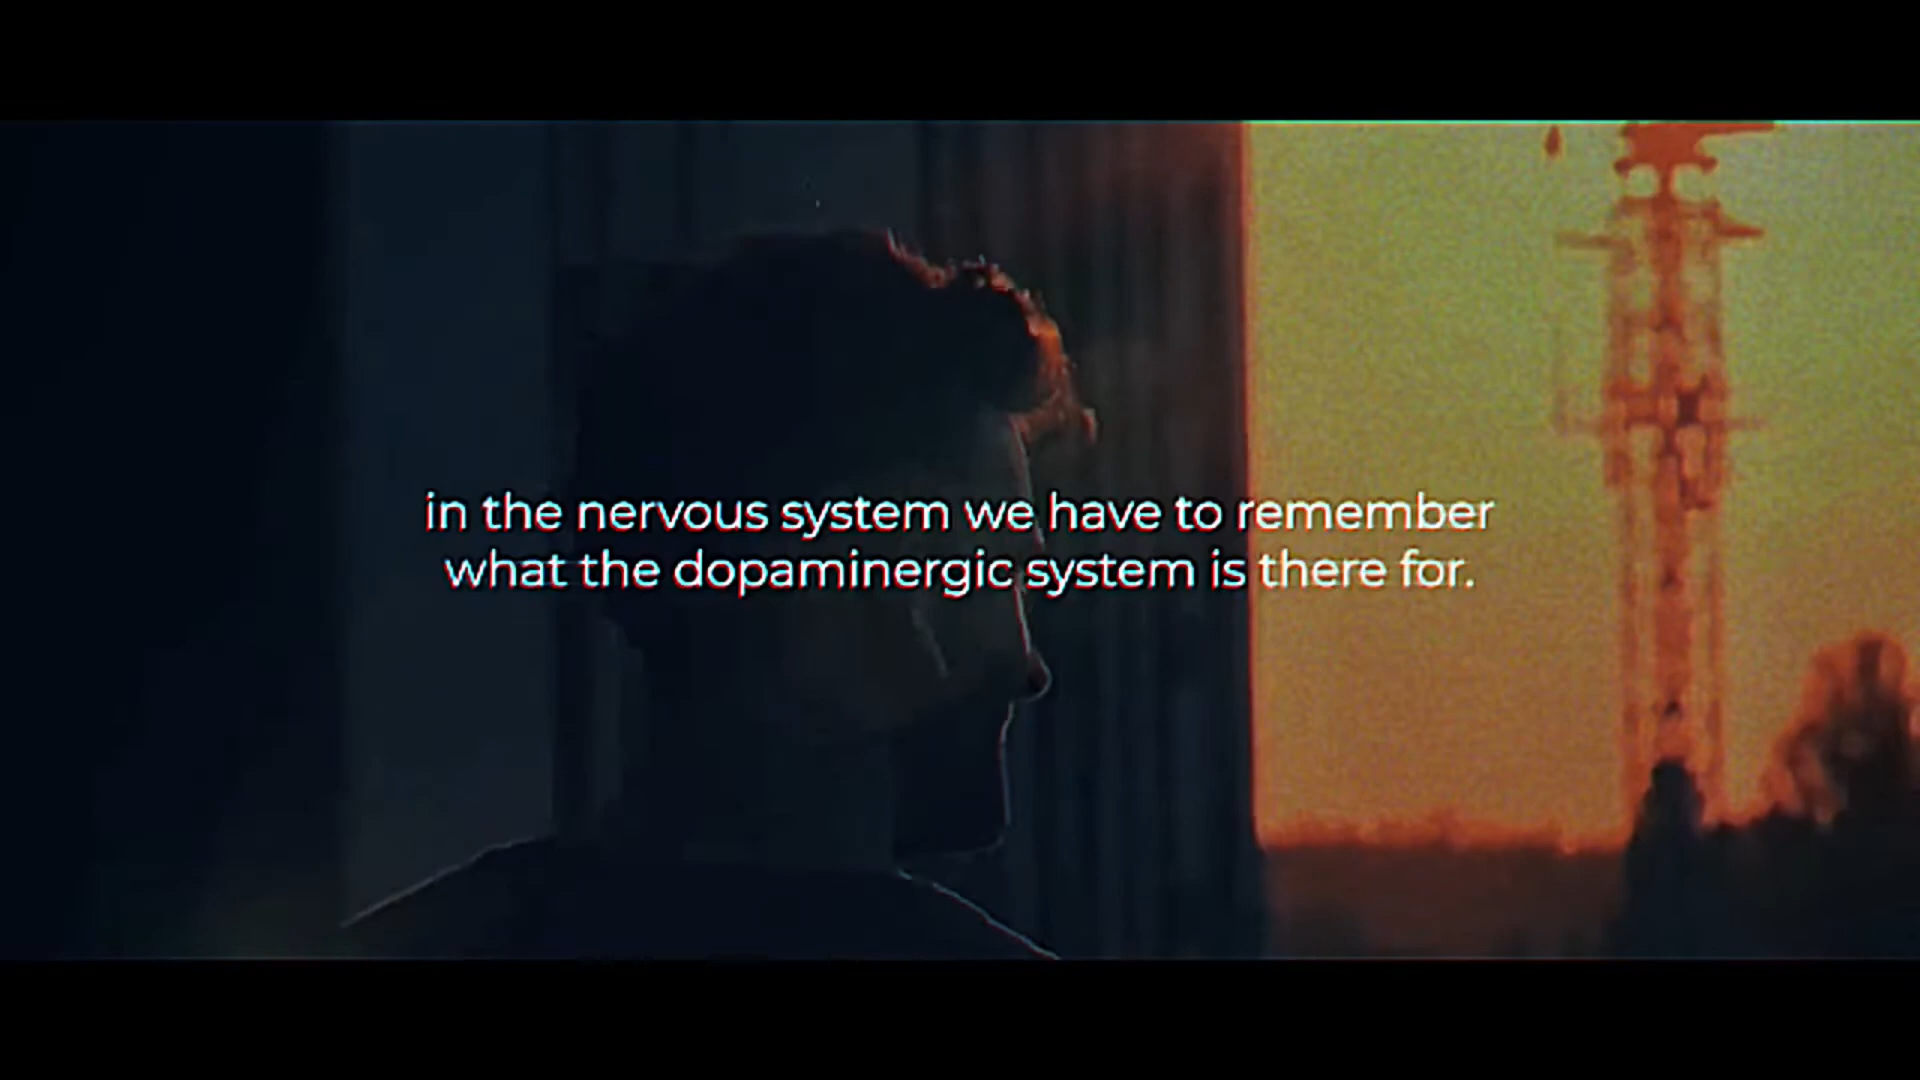 in the nervous system we have to remember
what the dopaminergic system is there for.